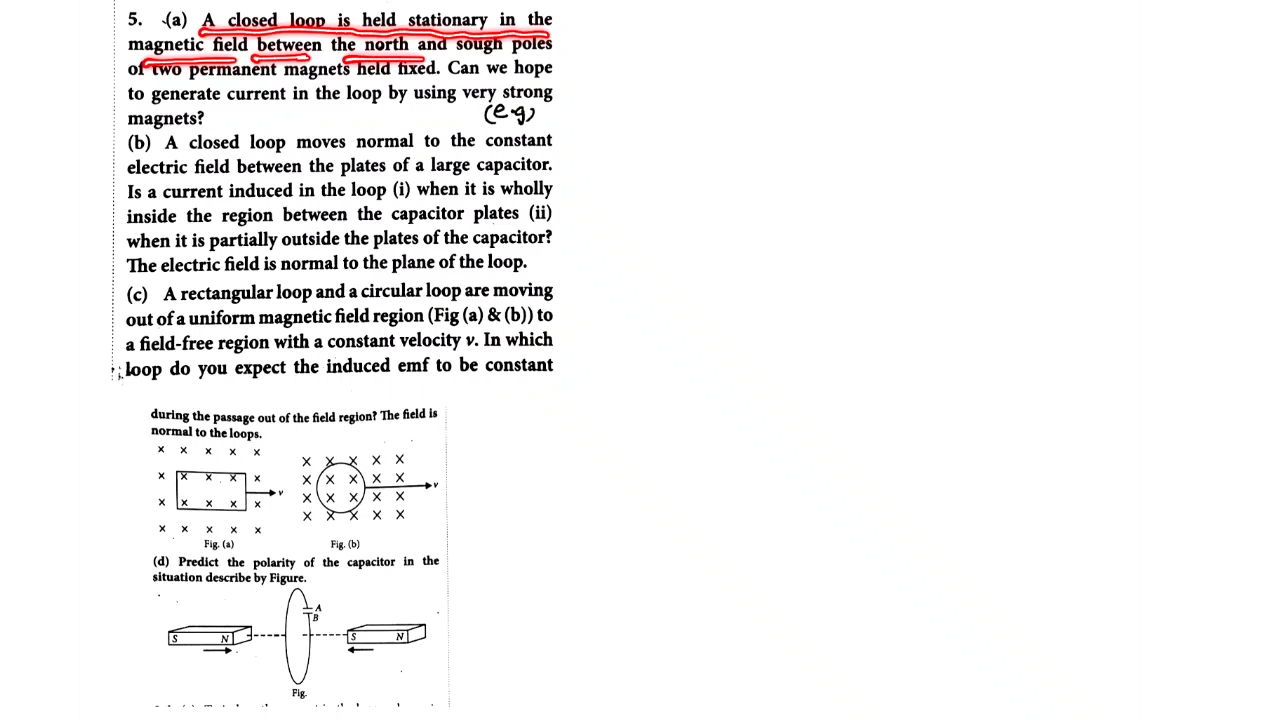 5. (a) A closed loop is held stationary in the
magnetic field between the north and sough poles
of two permanent magnets held fixed. Can we hope
to generate current in the loop by using very strong
magnets?
(e.g)
(b) A closed loop moves normal to the constant
electric field between the plates of a large capacitor.
Is a current induced in the loop (i) when it is wholly
inside the region between the capacitor plates (ii)
when it is partially outside the plates of the capacitor?
The electric field is normal to the plane of the loop.
(c) A rectangular loop and a circular loop are moving
out of a uniform magnetic field region (Fig (a) & (b)) to
a field-free region with a constant velocity v. In which
loop do you expect the induced emf to be constant
during the passage out of the field region? The field is
normal to the loops.
x x x x x
x x x x x
x x x x x
x x x x x
v
Fig. (a)
X X X X X
X X X X X
X X X X X
X X X X X
v
Fig. (b)
(d) Predict the polarity of the capacitor in the
situation describe by Figure.
A
B
S N
S N
Fig.